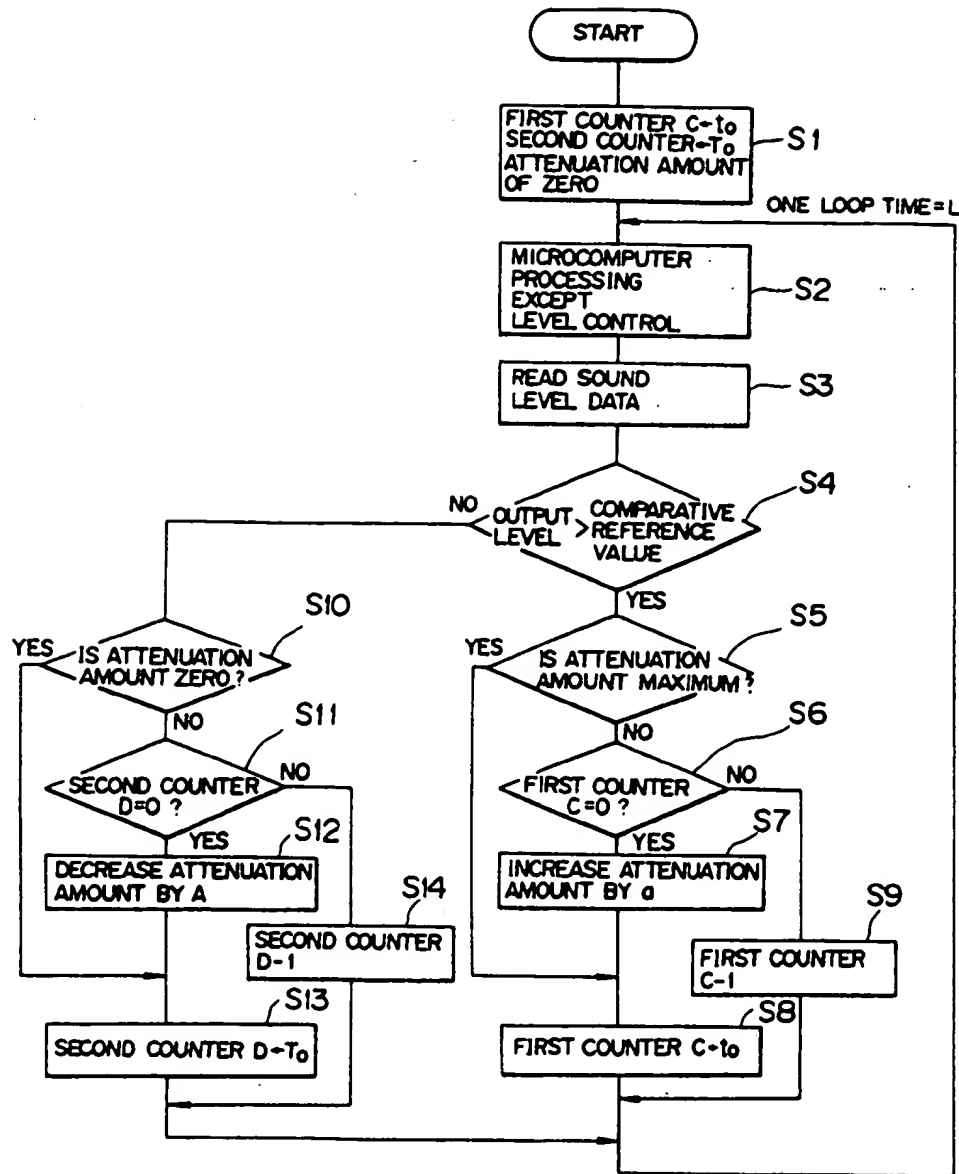 START
FIRST COUNTER C←to
SECOND COUNTER←To
ATTENUATION AMOUNT
OF ZERO
S1
ONE LOOP TIME=L
MICROCOMPUTER
PROCESSING
EXCEPT
LEVEL CONTROL
S2
READ SOUND
LEVEL DATA
S3
S4
NO
OUTPUT
LEVEL
>
COMPARATIVE
REFERENCE
VALUE
YES
S10
YES
IS ATTENUATION
AMOUNT ZERO?
NO
S5
YES
IS ATTENUATION
AMOUNT MAXIMUM?
NO
S11
SECOND COUNTER
D=0 ?
NO
YES
S6
FIRST COUNTER
C=0 ?
NO
YES
S12
DECREASE ATTENUATION
AMOUNT BY A
S7
INCREASE ATTENUATION
AMOUNT BY a
S14
SECOND COUNTER
D-1
S9
FIRST COUNTER
C-1
S13
SECOND COUNTER D←To
S8
FIRST COUNTER C←to